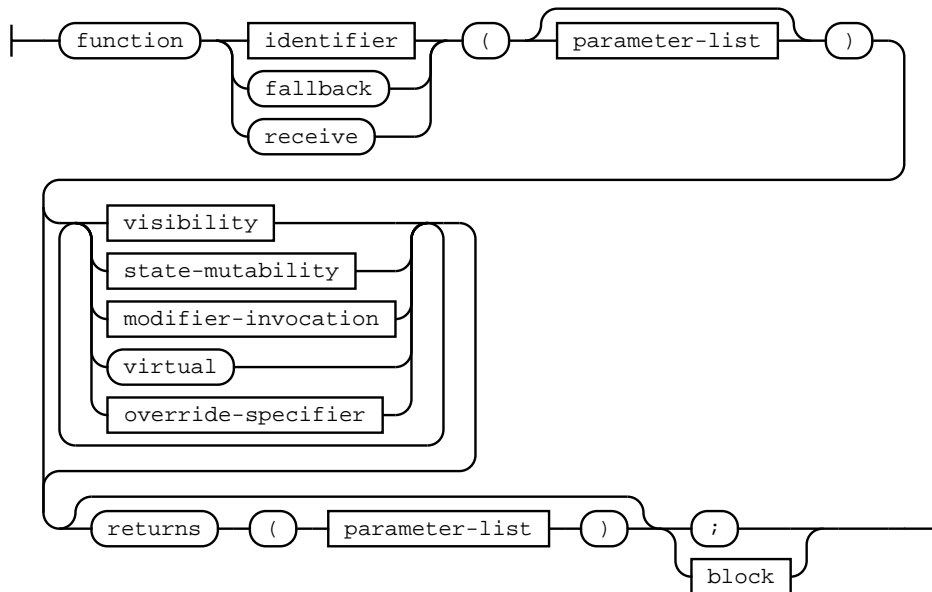 function identifier ( parameter-list )
fallback
receive
visibility
state-mutability
modifier-invocation
virtual
override-specifier
returns ( parameter-list ) ;
block